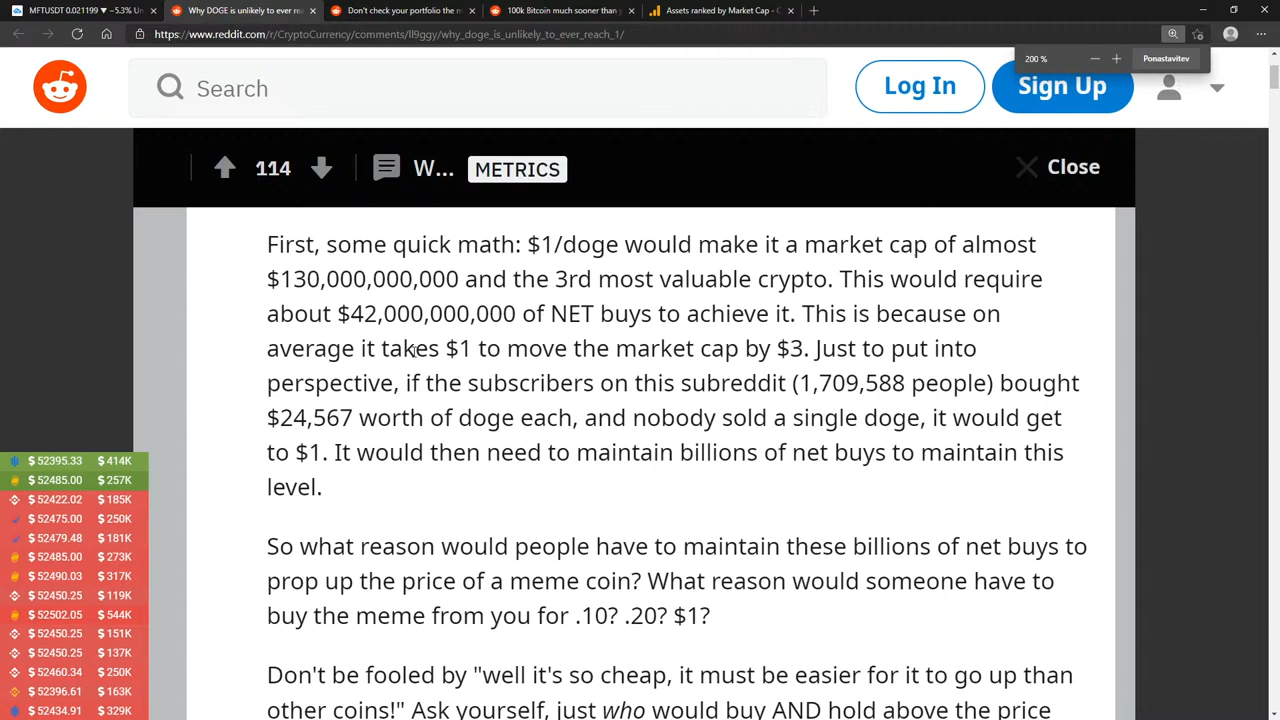 MFTUSDT 0.021199 ▼ −5.3% Un
Why DOGE is unlikely to ever rea
Don't check your portfolio the m
100k Bitcoin much sooner than y
Assets ranked by Market Cap - C
https://www.reddit.com/r/CryptoCurrency/comments/ll9ggy/why_doge_is_unlikely_to_ever_reach_1/
200 %
Ponastavitev
Search
Log In
Sign Up
114
W...
METRICS
Close
First, some quick math: $1/doge would make it a market cap of almost
$130,000,000,000 and the 3rd most valuable crypto. This would require
about $42,000,000,000 of NET buys to achieve it. This is because on
average it takes $1 to move the market cap by $3. Just to put into
perspective, if the subscribers on this subreddit (1,709,588 people) bought
$24,567 worth of doge each, and nobody sold a single doge, it would get
to $1. It would then need to maintain billions of net buys to maintain this
level.
So what reason would people have to maintain these billions of net buys to
prop up the price of a meme coin? What reason would someone have to
buy the meme from you for .10? .20? $1?
Don't be fooled by "well it's so cheap, it must be easier for it to go up than
other coins!" Ask yourself, just who would buy AND hold above the price
$ 52395.33 $ 414K
$ 52485.00 $ 257K
$ 52422.02 $ 185K
$ 52475.00 $ 250K
$ 52479.48 $ 181K
$ 52485.00 $ 273K
$ 52490.03 $ 317K
$ 52450.25 $ 119K
$ 52502.05 $ 544K
$ 52450.25 $ 151K
$ 52450.25 $ 137K
$ 52460.34 $ 250K
$ 52396.61 $ 163K
$ 52434.91 $ 329K